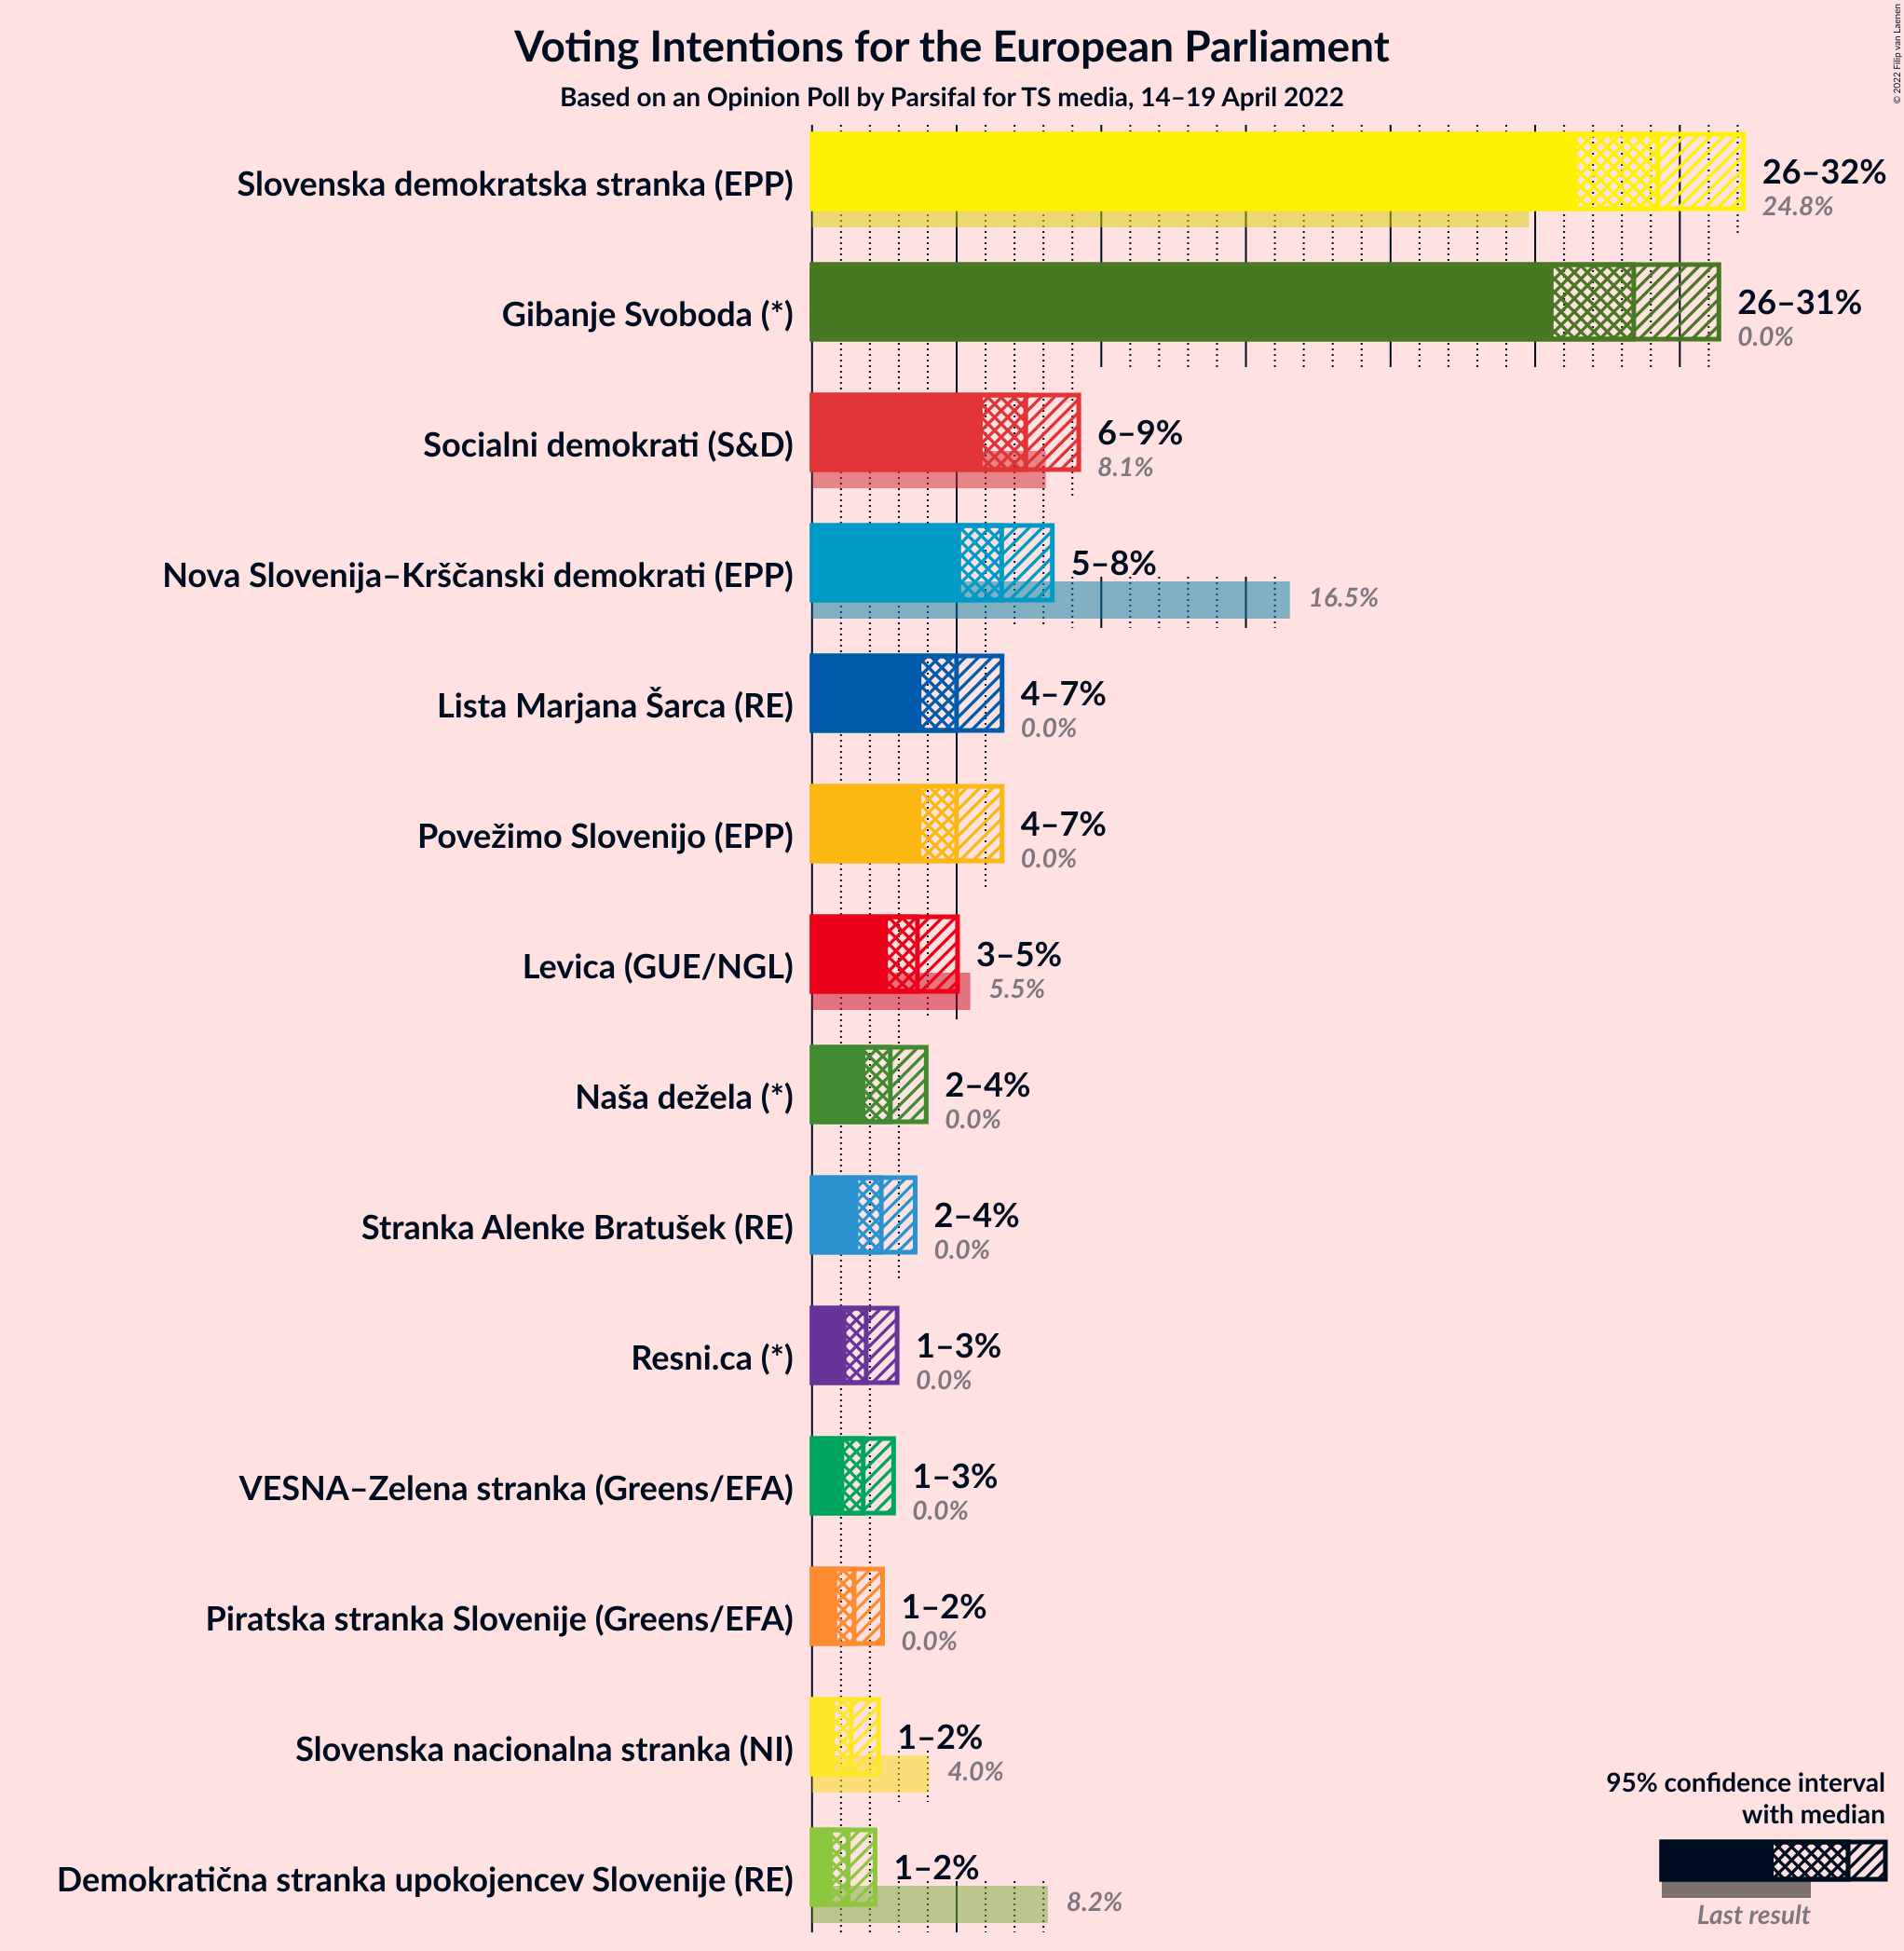 Voting Intentions for the European Parliament
Based on an Opinion Poll by Parsifal for TS media, 14–19 April 2022
© 2022 Filip van Laenen
Slovenska demokratska stranka (EPP)
26–32%
24.8%
Gibanje Svoboda (*)
26–31%
0.0%
Socialni demokrati (S&D)
6–9%
8.1%
Nova Slovenija–Krščanski demokrati (EPP)
5–8%
16.5%
Lista Marjana Šarca (RE)
4–7%
0.0%
Povežimo Slovenijo (EPP)
4–7%
0.0%
Levica (GUE/NGL)
3–5%
5.5%
Naša dežela (*)
2–4%
0.0%
Stranka Alenke Bratušek (RE)
2–4%
0.0%
Resni.ca (*)
1–3%
0.0%
VESNA–Zelena stranka (Greens/EFA)
1–3%
0.0%
Piratska stranka Slovenije (Greens/EFA)
1–2%
0.0%
Slovenska nacionalna stranka (NI)
1–2%
4.0%
Demokratična stranka upokojencev Slovenije (RE)
1–2%
8.2%
95% confidence interval
with median
Last result